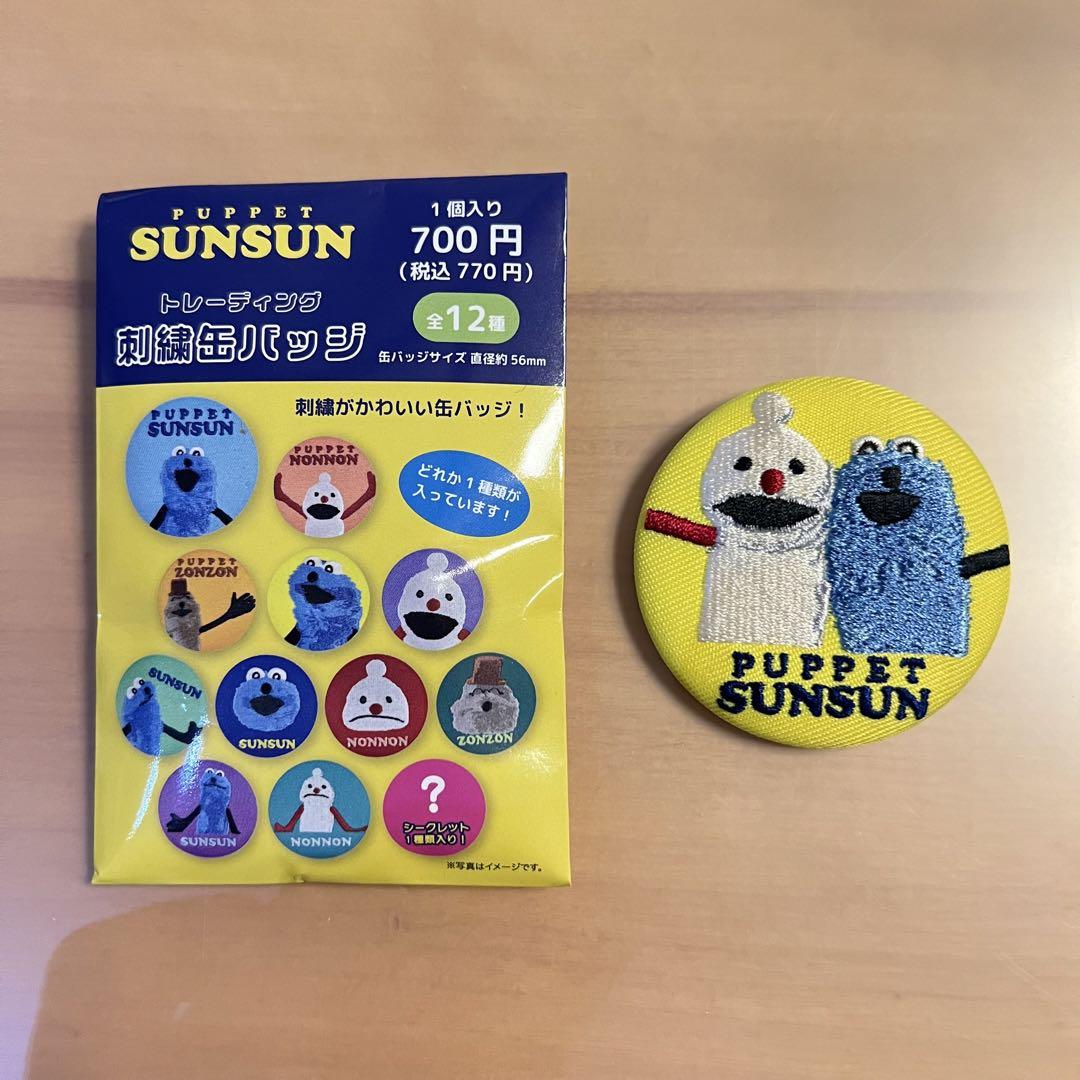 PUPPET
SUNSUN
1個入り
700円
(税込770円)
トレーディング
刺繍缶バッジ
全12種
缶バッジサイズ 直径約56mm
刺繍がかわいい缶バッジ！
PUPPET
SUNSUN
PUPPET
NONNON
どれか1種類が
入っています！
PUPPET
ZONZON
SUNSUN
SUNSUN
NONNON
ZONZON
SUNSUN
NONNON
?
シークレット
1種類入り！
※写真はイメージです。
PUPPET
SUNSUN